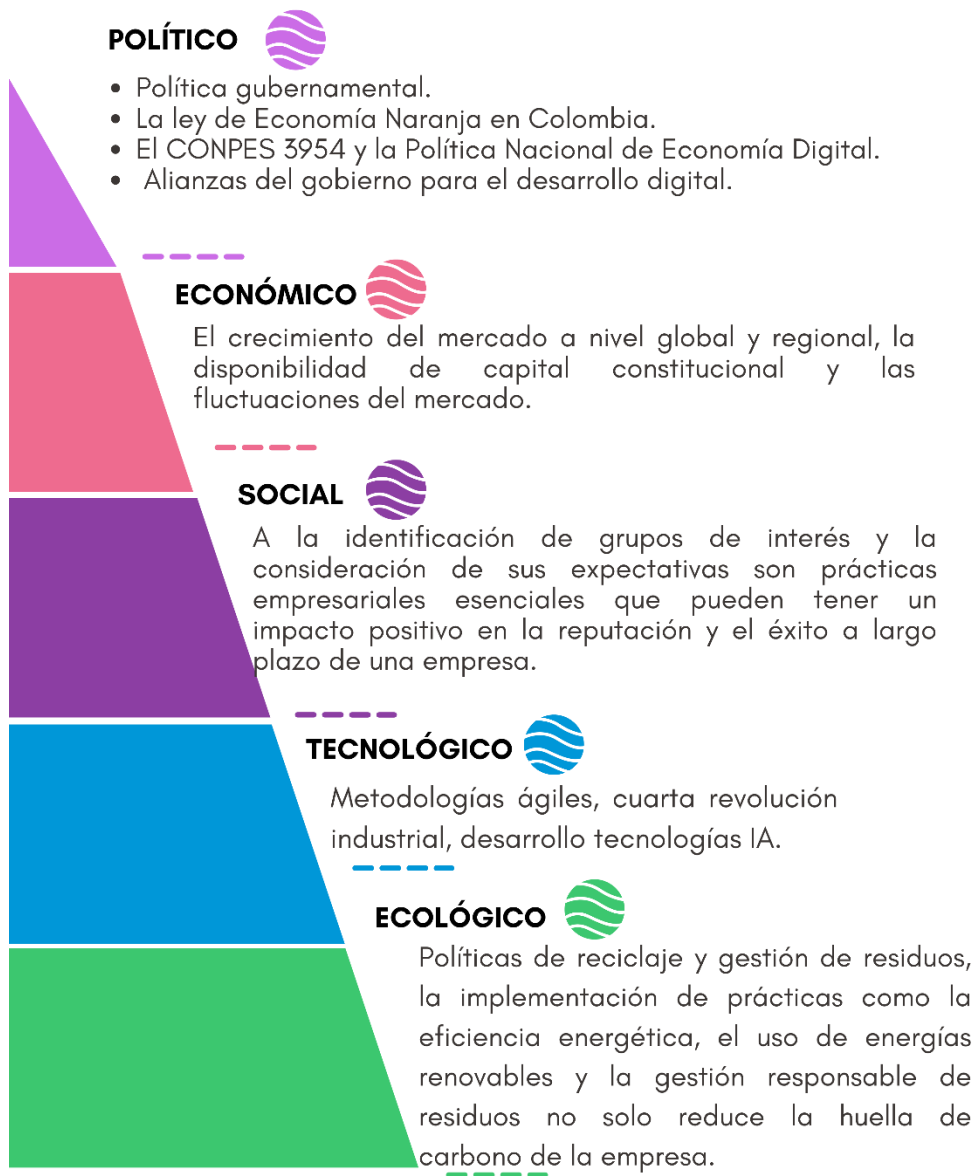 POLÍTICO
• Política gubernamental.
• La ley de Economía Naranja en Colombia.
• El CONPES 3954 y la Política Nacional de Economía Digital.
• Alianzas del gobierno para el desarrollo digital.
ECONÓMICO
El crecimiento del mercado a nivel global y regional, la
disponibilidad de capital constitucional y las
fluctuaciones del mercado.
SOCIAL
A la identificación de grupos de interés y la
consideración de sus expectativas son prácticas
empresariales esenciales que pueden tener un
impacto positivo en la reputación y el éxito a largo
plazo de una empresa.
TECNOLÓGICO
Metodologías ágiles, cuarta revolución
industrial, desarrollo tecnologías IA.
ECOLÓGICO
Políticas de reciclaje y gestión de residuos,
la implementación de prácticas como la
eficiencia energética, el uso de energías
renovables y la gestión responsable de
residuos no solo reduce la huella de
carbono de la empresa.